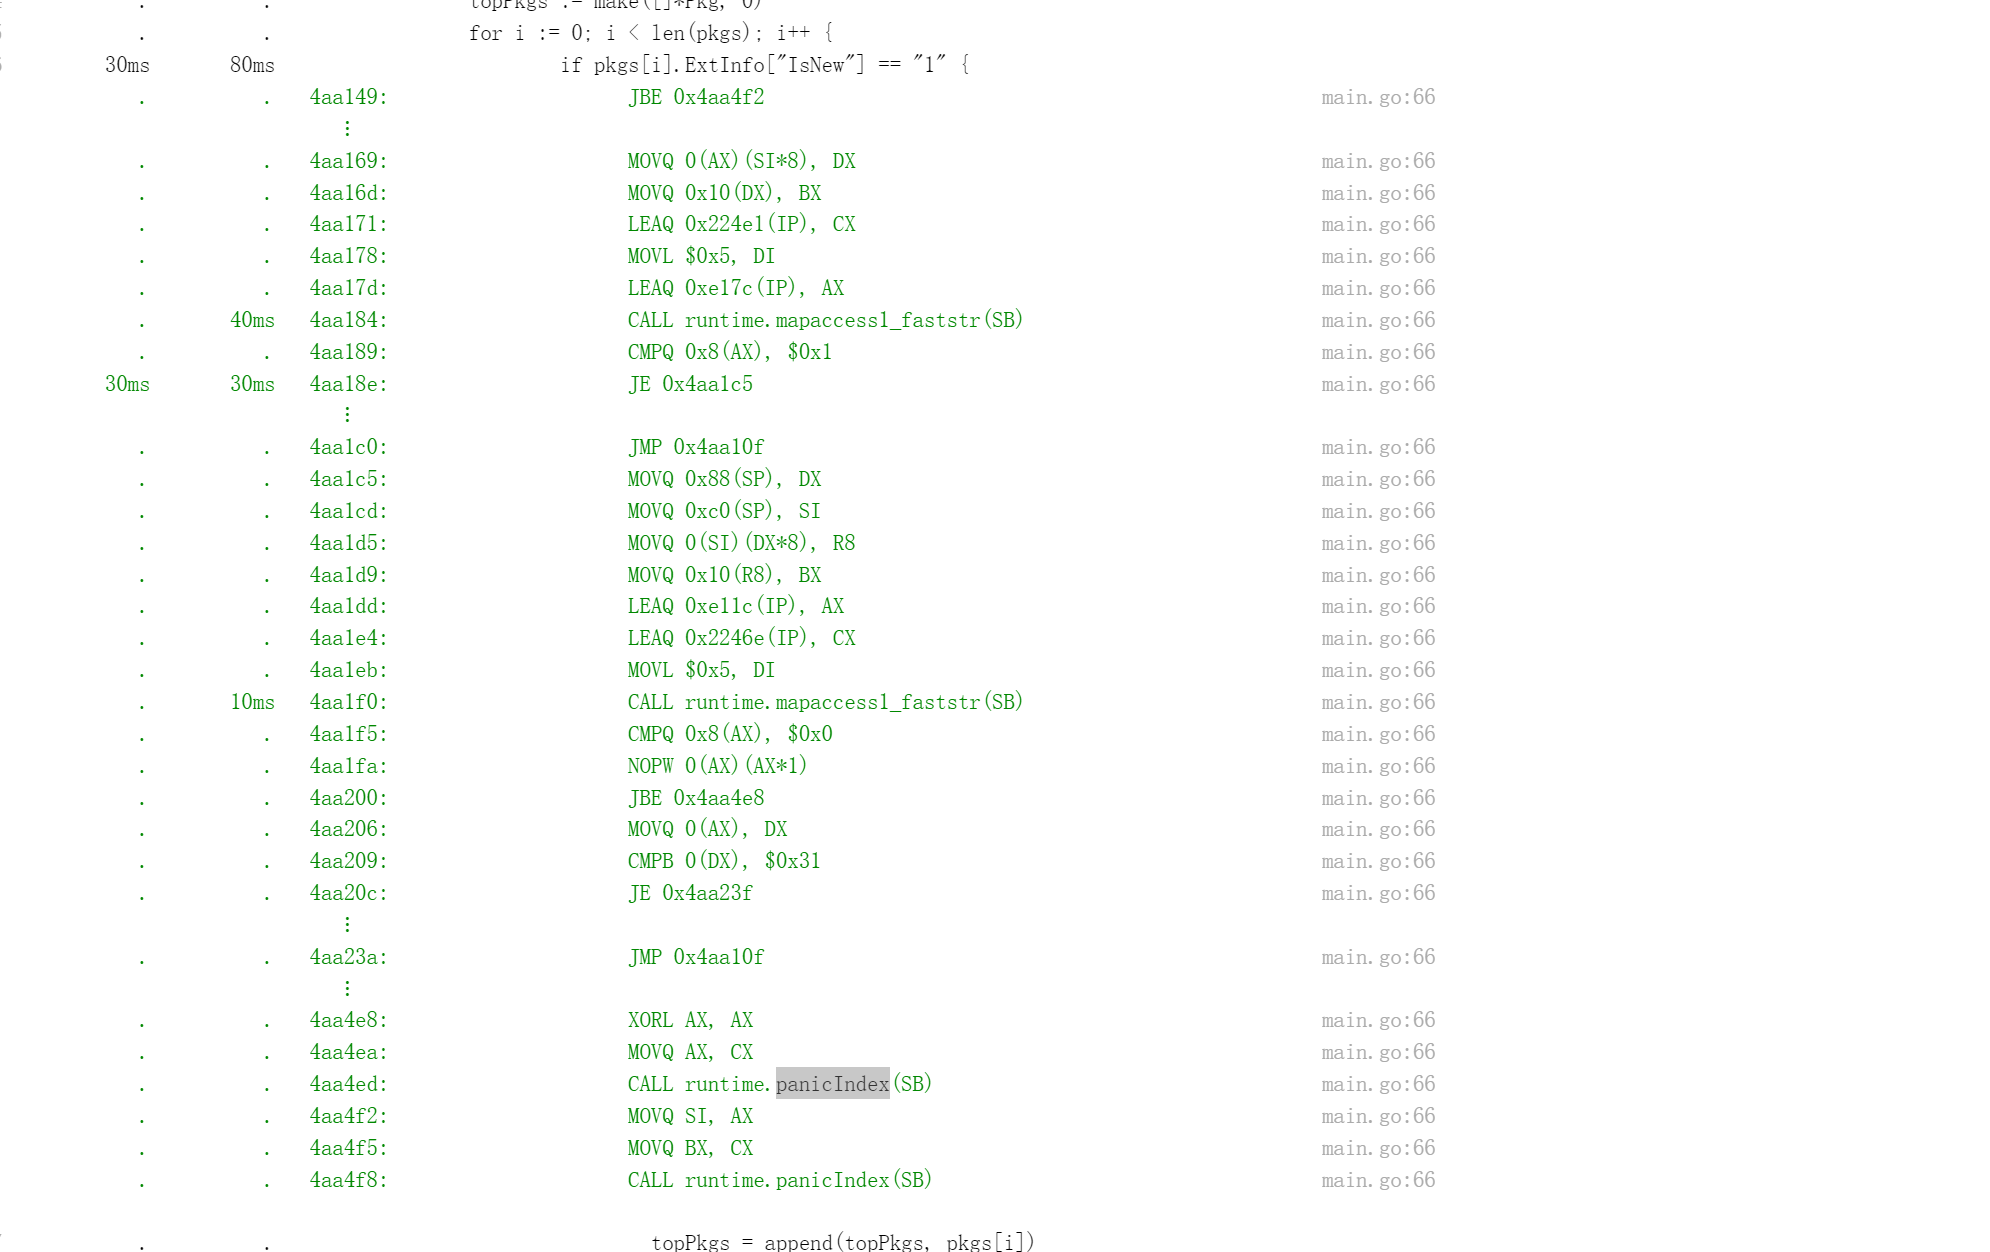 . . topPkgs := make([]*Pkg, 0)
. . for i := 0; i < len(pkgs); i++ {
30ms 80ms if pkgs[i].ExtInfo["IsNew"] == "1" {
. . 4aa149: JBE 0x4aa4f2 main.go:66
⋮
. . 4aa169: MOVQ 0(AX)(SI*8), DX main.go:66
. . 4aa16d: MOVQ 0x10(DX), BX main.go:66
. . 4aa171: LEAQ 0x224e1(IP), CX main.go:66
. . 4aa178: MOVL $0x5, DI main.go:66
. . 4aa17d: LEAQ 0xe17c(IP), AX main.go:66
. 40ms 4aa184: CALL runtime.mapaccess1_faststr(SB) main.go:66
. . 4aa189: CMPQ 0x8(AX), $0x1 main.go:66
30ms 30ms 4aa18e: JE 0x4aa1c5 main.go:66
⋮
. . 4aa1c0: JMP 0x4aa10f main.go:66
. . 4aa1c5: MOVQ 0x88(SP), DX main.go:66
. . 4aa1cd: MOVQ 0xc0(SP), SI main.go:66
. . 4aa1d5: MOVQ 0(SI)(DX*8), R8 main.go:66
. . 4aa1d9: MOVQ 0x10(R8), BX main.go:66
. . 4aa1dd: LEAQ 0xe11c(IP), AX main.go:66
. . 4aa1e4: LEAQ 0x2246e(IP), CX main.go:66
. . 4aa1eb: MOVL $0x5, DI main.go:66
. 10ms 4aa1f0: CALL runtime.mapaccess1_faststr(SB) main.go:66
. . 4aa1f5: CMPQ 0x8(AX), $0x0 main.go:66
. . 4aa1fa: NOPW 0(AX)(AX*1) main.go:66
. . 4aa200: JBE 0x4aa4e8 main.go:66
. . 4aa206: MOVQ 0(AX), DX main.go:66
. . 4aa209: CMPB 0(DX), $0x31 main.go:66
. . 4aa20c: JE 0x4aa23f main.go:66
⋮
. . 4aa23a: JMP 0x4aa10f main.go:66
⋮
. . 4aa4e8: XORL AX, AX main.go:66
. . 4aa4ea: MOVQ AX, CX main.go:66
. . 4aa4ed: CALL runtime.panicIndex(SB) main.go:66
. . 4aa4f2: MOVQ SI, AX main.go:66
. . 4aa4f5: MOVQ BX, CX main.go:66
. . 4aa4f8: CALL runtime.panicIndex(SB) main.go:66
. . topPkgs = append(topPkgs, pkgs[i])